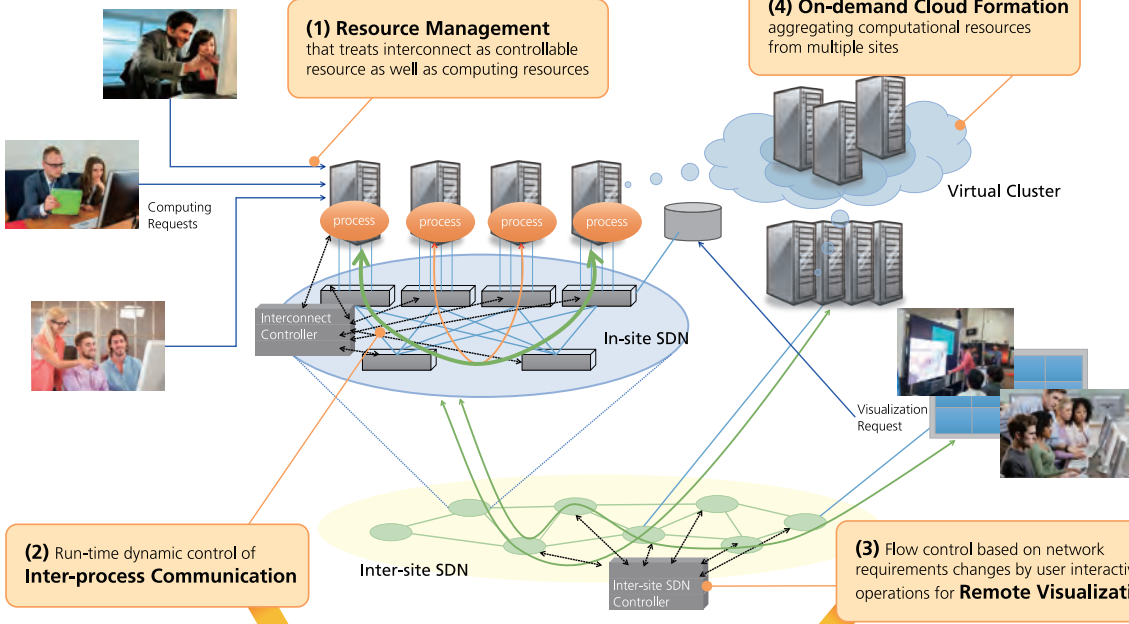 (1) Resource Management
that treats interconnect as controllable
resource as well as computing resources
(4) On-demand Cloud Formation
aggregating computational resources
from multiple sites
Computing
Requests
process
process
process
process
Virtual Cluster
Interconnect
Controller
In-site SDN
Visualization
Request
(2) Run-time dynamic control of
Inter-process Communication
Inter-site SDN
Inter-site SDN
Controller
(3) Flow control based on network
requirements changes by user interactiv
operations for Remote Visualizati